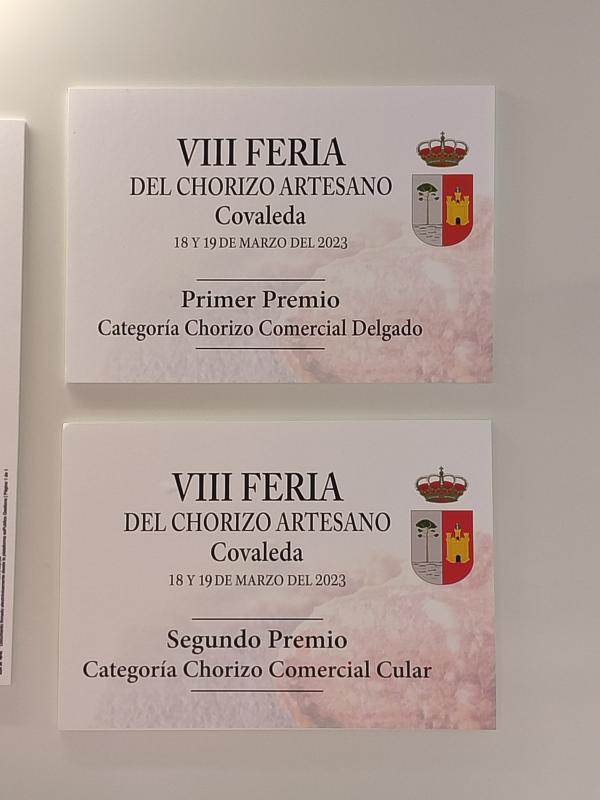 VIII FERIA
DEL CHORIZO ARTESANO
Covaleda
18 Y 19 DE MARZO DEL 2023
Primer Premio
Categoría Chorizo Comercial Delgado
VIII FERIA
DEL CHORIZO ARTESANO
Covaleda
18 Y 19 DE MARZO DEL 2023
Segundo Premio
Categoría Chorizo Comercial Cular